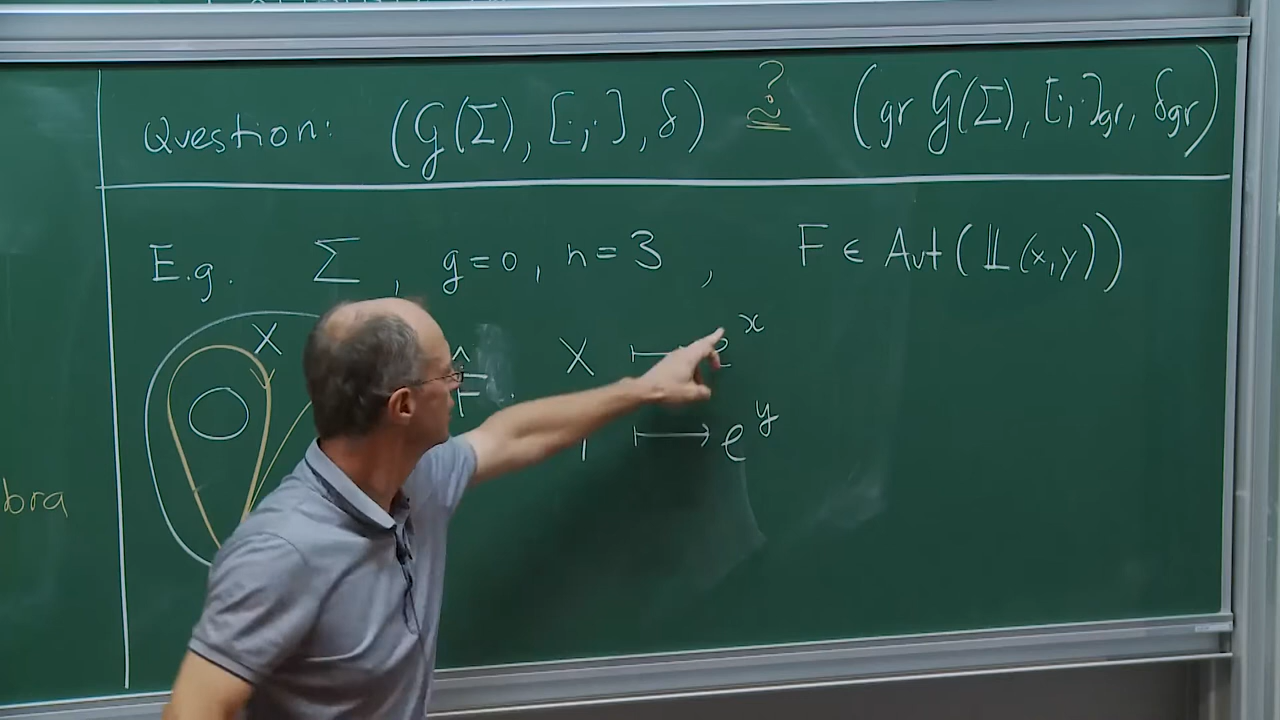 bra
Question: (𝒢(Σ), [;,], δ) ≅? (gr 𝒢(Σ), [;,]gr, δgr)
E.g. Σ, g=0, n=3, F ∈ Aut(𝕃(x,y))
X
X ⟼ e^x
F̂:
⟼ e^y